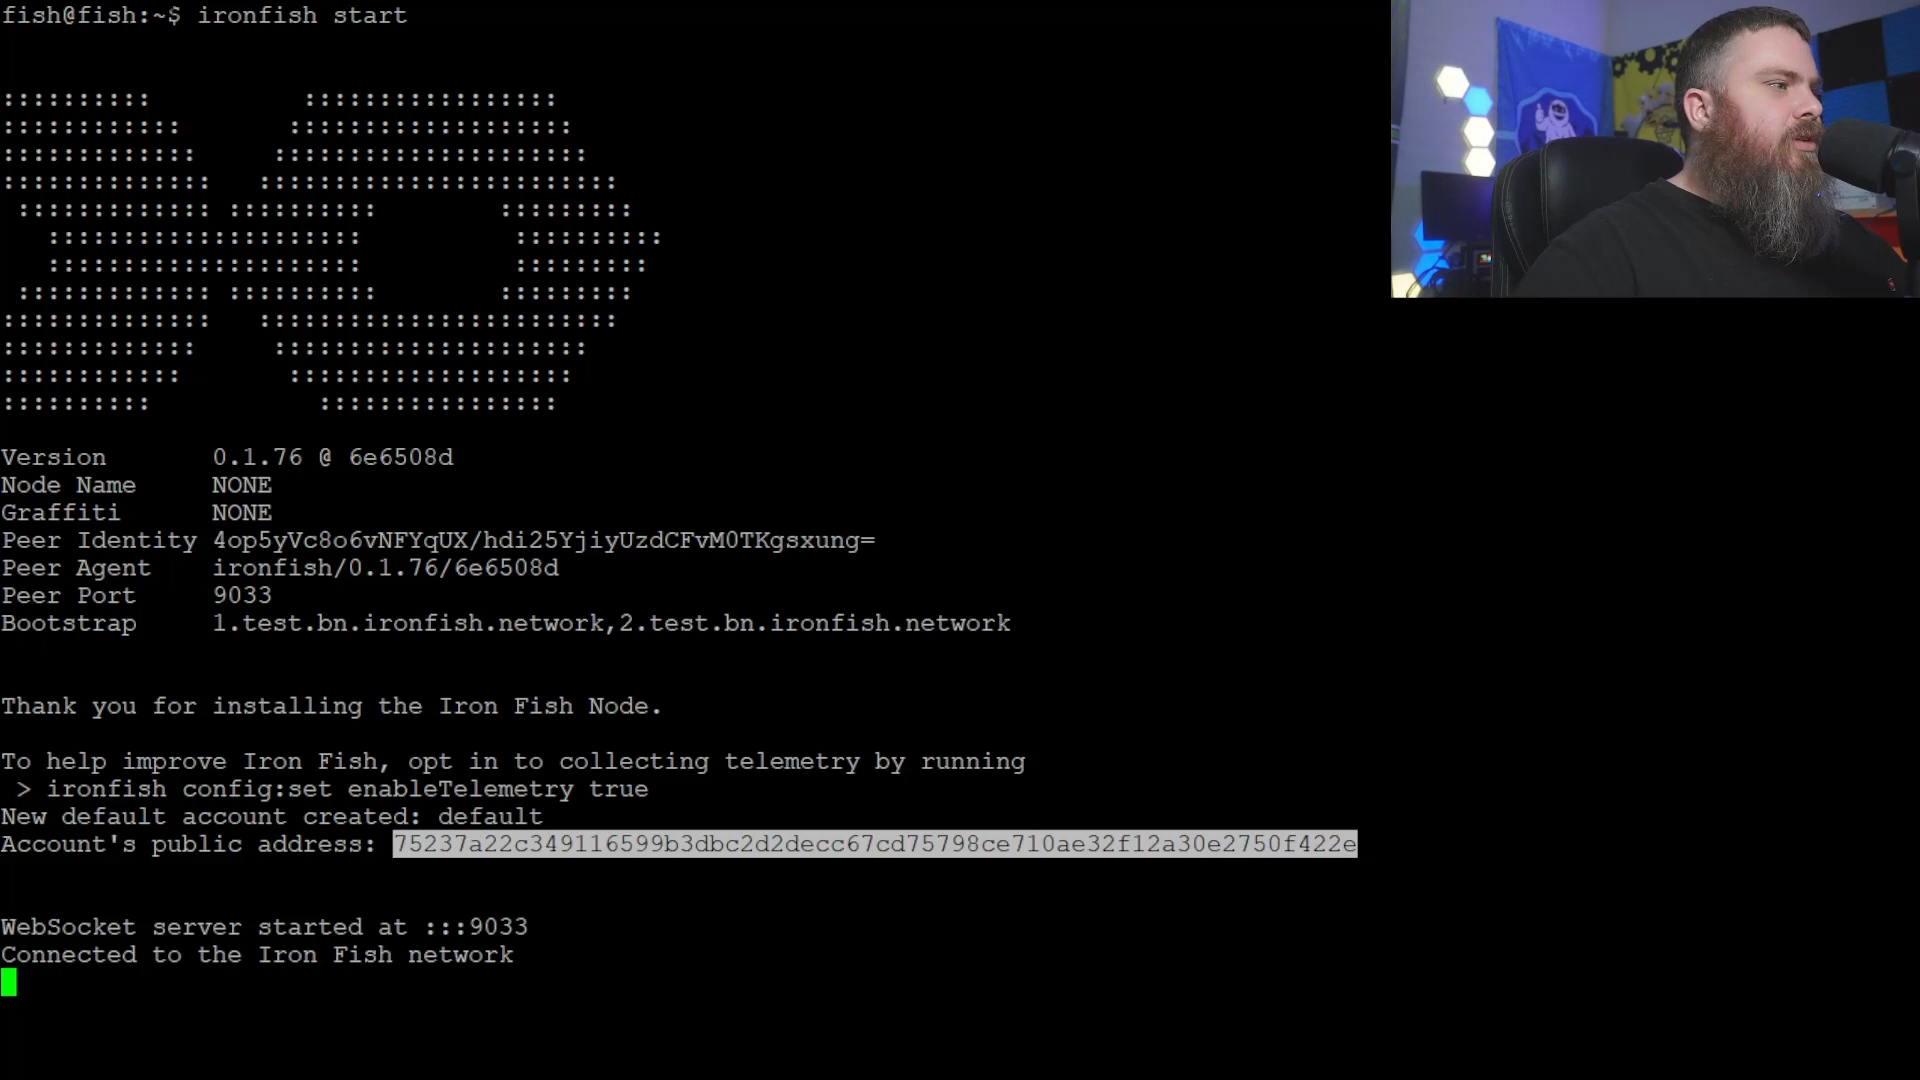 fish@fish:~$ ironfish start
Version 0.1.76 @ 6e6508d
Node Name NONE
Graffiti NONE
Peer Identity 4op5yVc8o6vNFYqUX/hdi25YjiyUzdCFvM0TKgsxung=
Peer Agent ironfish/0.1.76/6e6508d
Peer Port 9033
Bootstrap 1.test.bn.ironfish.network,2.test.bn.ironfish.network
Thank you for installing the Iron Fish Node.
To help improve Iron Fish, opt in to collecting telemetry by running
> ironfish config:set enableTelemetry true
New default account created: default
Account's public address: 75237a22c349116599b3dbc2d2decc67cd75798ce710ae32f12a30e2750f422e
WebSocket server started at :::9033
Connected to the Iron Fish network